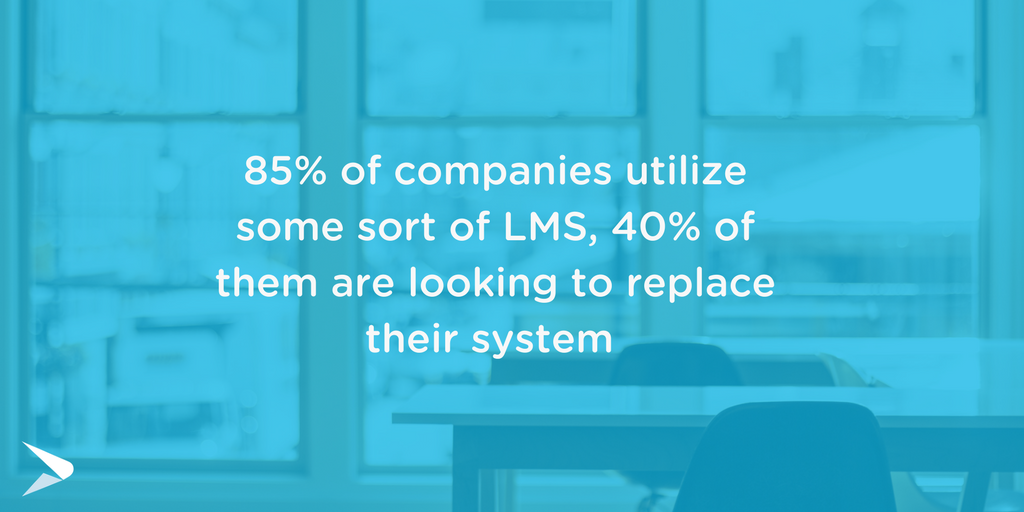 85% of companies utilize
some sort of LMS, 40% of
them are looking to replace
their system